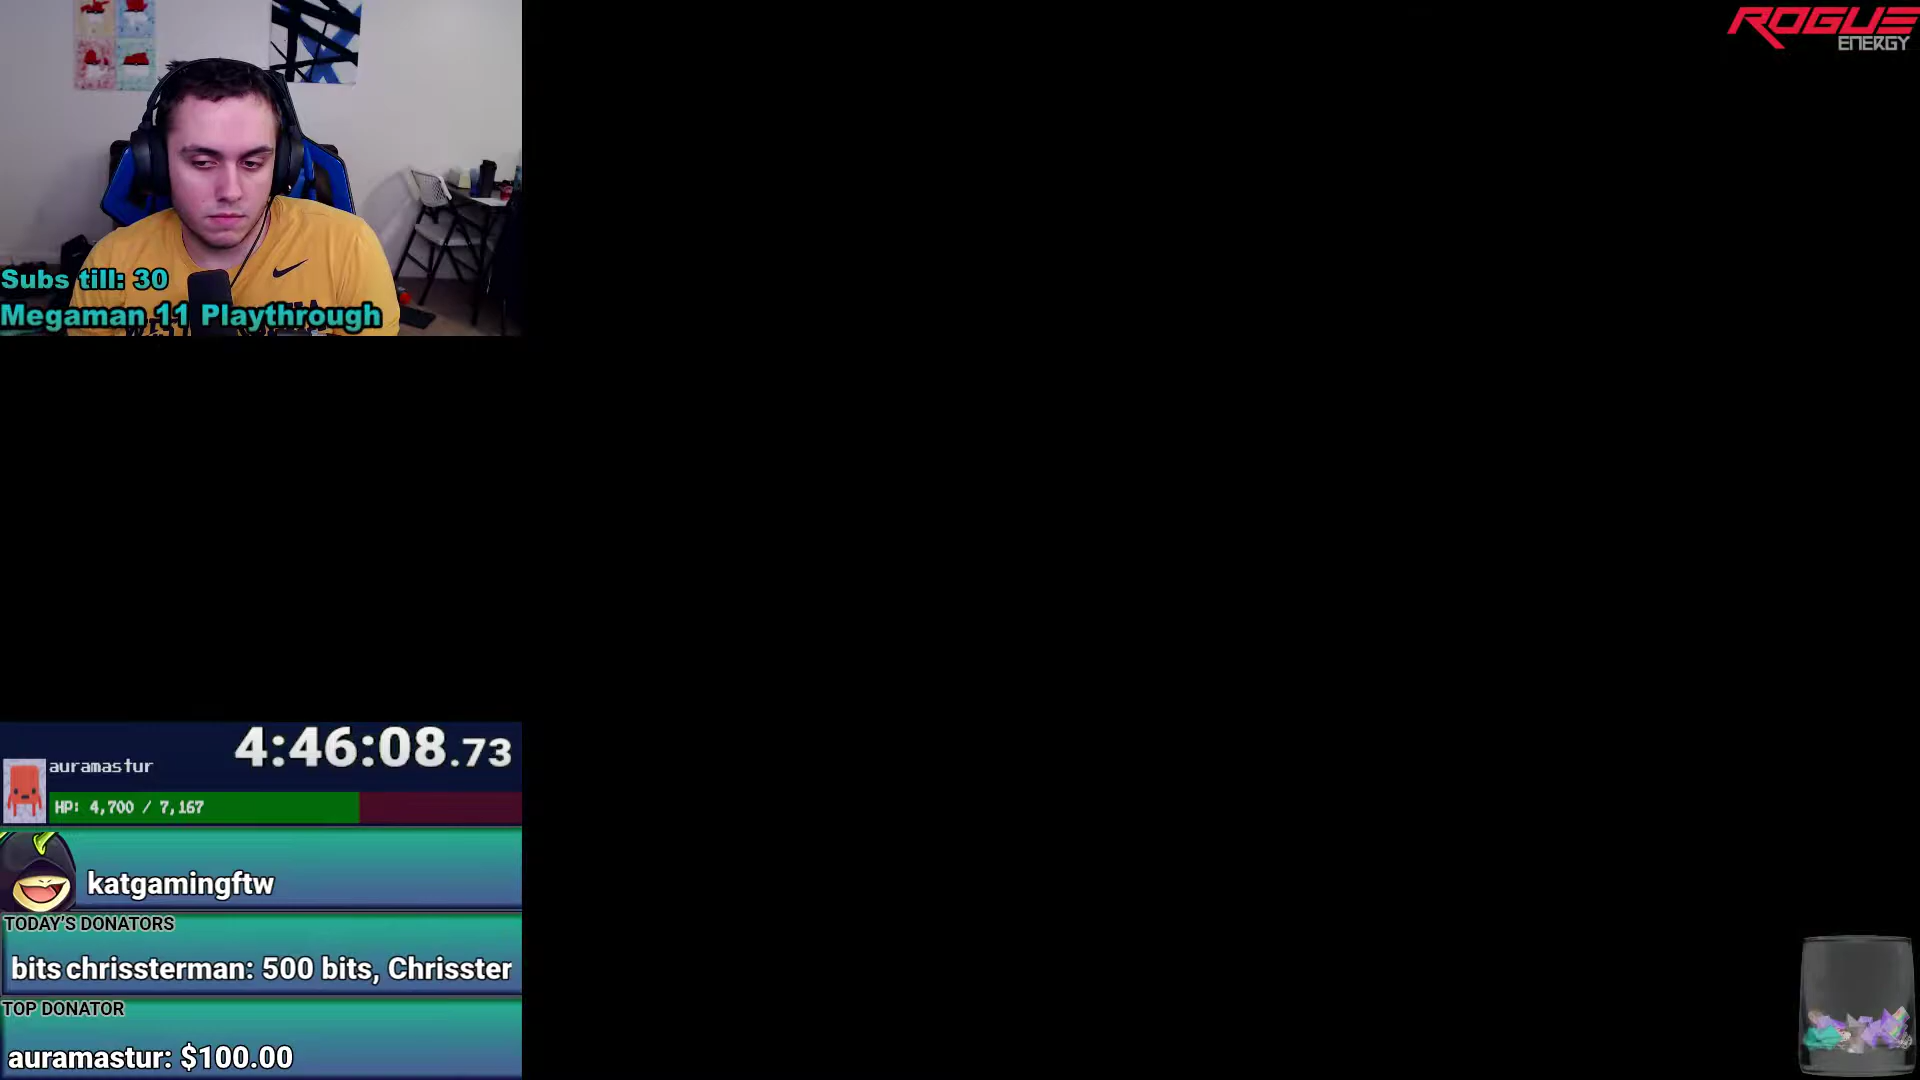 ROGUE
ENERGY
Subs till: 30
Megaman 11 Playthrough
4:46:08.73
auramastur
HP: 4,700 / 7,167
katgamingftw
TODAY'S DONATORS
bits chrissterman: 500 bits, Chrisster
TOP DONATOR
auramastur: $100.00